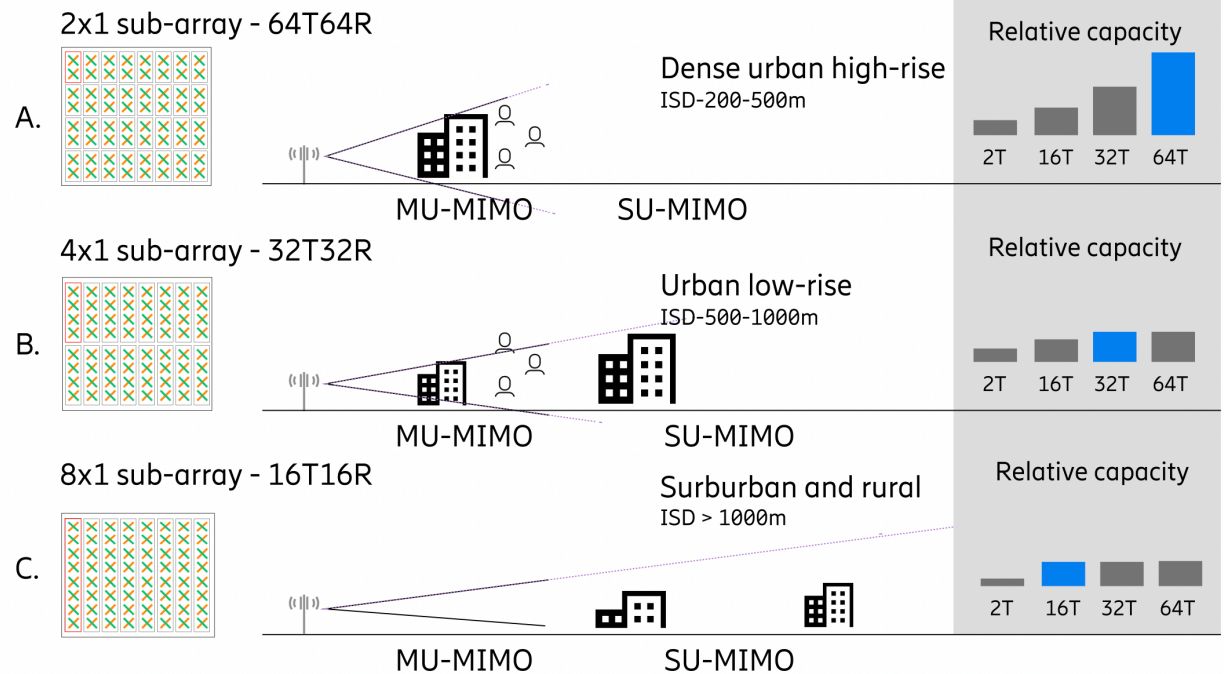 2x1 sub-array - 64T64R
A.
Dense urban high-rise
ISD-200-500m
MU-MIMO
SU-MIMO
Relative capacity
2T 16T 32T 64T
4x1 sub-array - 32T32R
B.
Urban low-rise
ISD-500-1000m
MU-MIMO
SU-MIMO
Relative capacity
2T 16T 32T 64T
8x1 sub-array - 16T16R
C.
Surburban and rural
ISD > 1000m
MU-MIMO
SU-MIMO
Relative capacity
2T 16T 32T 64T